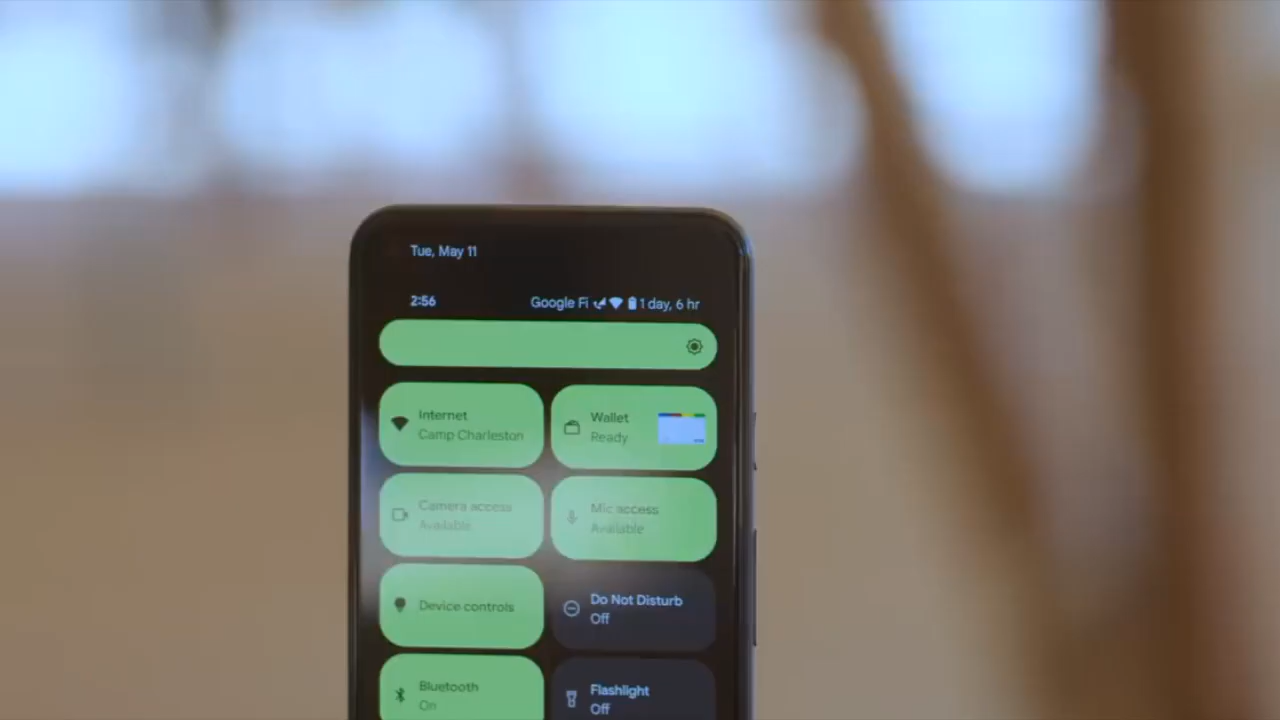 Tue, May 11
2:56
Google Fi 1 day, 6 hr
Internet
Camp Charleston
Wallet
Ready
Camera access
Available
Mic access
Available
Device controls
Do Not Disturb
Off
Bluetooth
On
Flashlight
Off